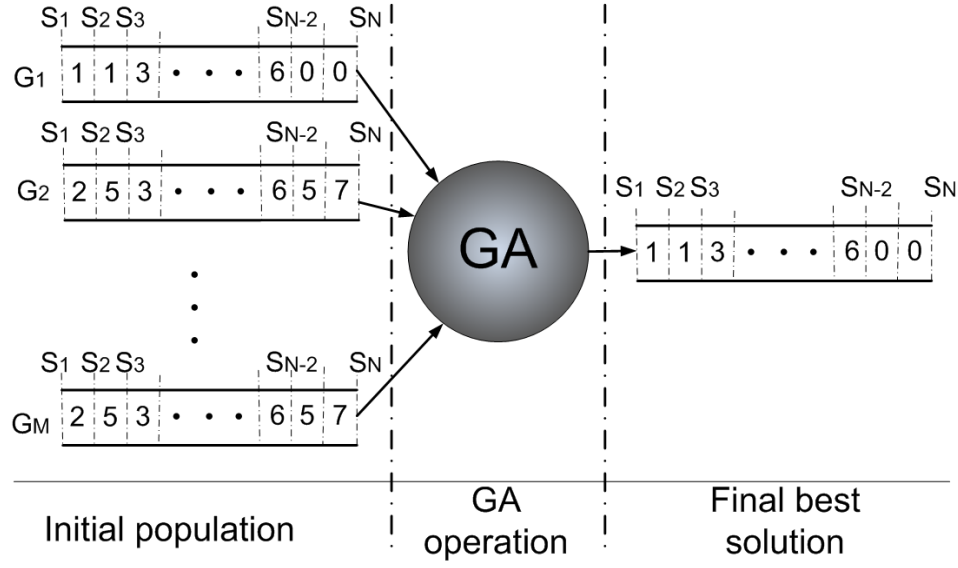 S1 S2 S3 SN-2 SN
G1 1 1 3 • • • 6 0 0
S1 S2 S3 SN-2 SN
G2 2 5 3 • • • 6 5 7
S1 S2 S3 SN-2 SN
GM 2 5 3 • • • 6 5 7
GA
S1 S2 S3 SN-2 SN
1 1 3 • • • 6 0 0
Initial population
GA
operation
Final best
solution